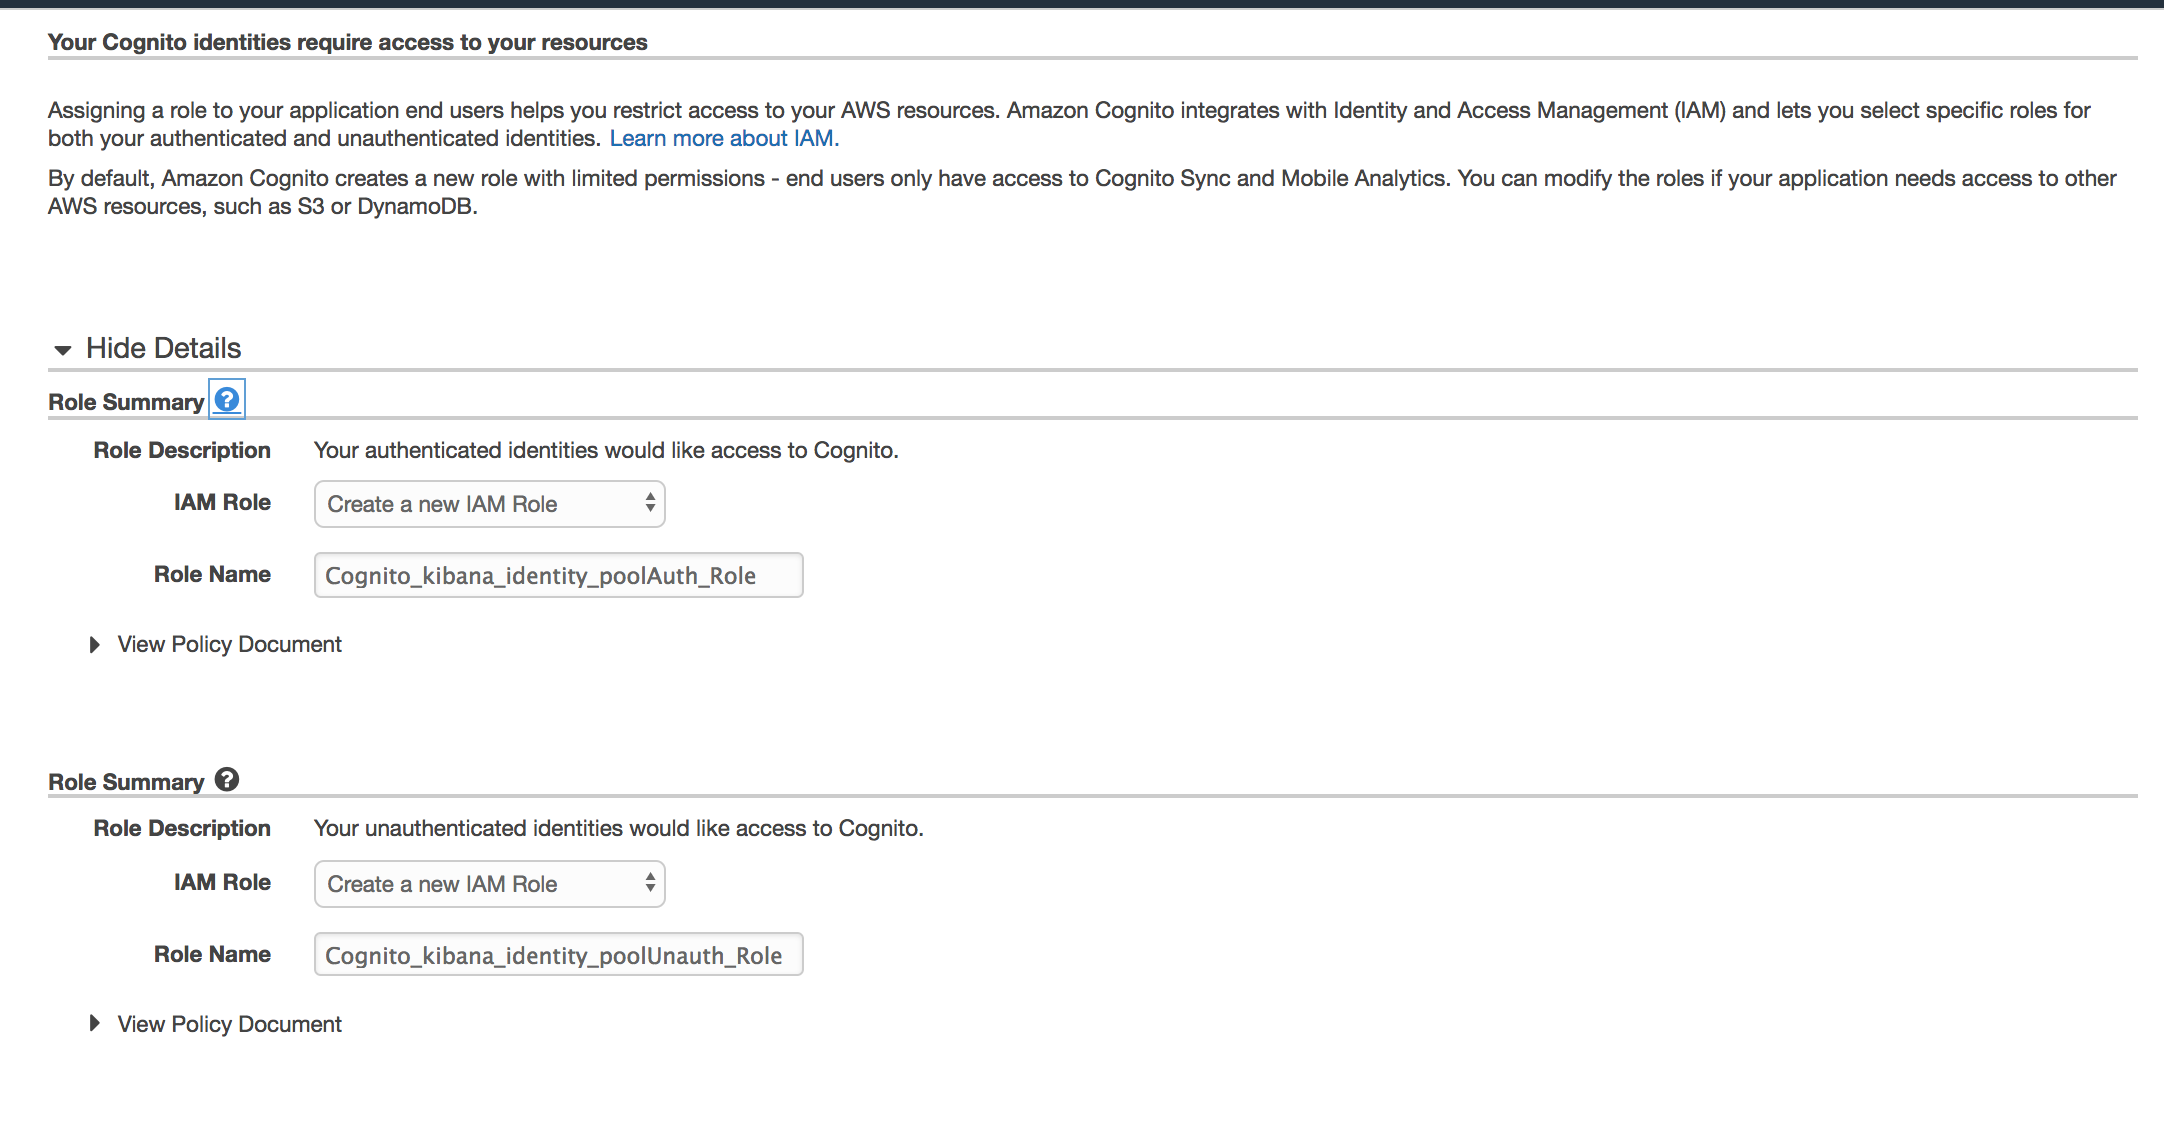 Your Cognito identities require access to your resources
Assigning a role to your application end users helps you restrict access to your AWS resources. Amazon Cognito integrates with Identity and Access Management (IAM) and lets you select specific roles for
both your authenticated and unauthenticated identities. Learn more about IAM.
By default, Amazon Cognito creates a new role with limited permissions - end users only have access to Cognito Sync and Mobile Analytics. You can modify the roles if your application needs access to other
AWS resources, such as S3 or DynamoDB.
Hide Details
Role Summary ?
Role Description Your authenticated identities would like access to Cognito.
IAM Role Create a new IAM Role
Role Name Cognito_kibana_identity_poolAuth_Role
View Policy Document
Role Summary ?
Role Description Your unauthenticated identities would like access to Cognito.
IAM Role Create a new IAM Role
Role Name Cognito_kibana_identity_poolUnauth_Role
View Policy Document